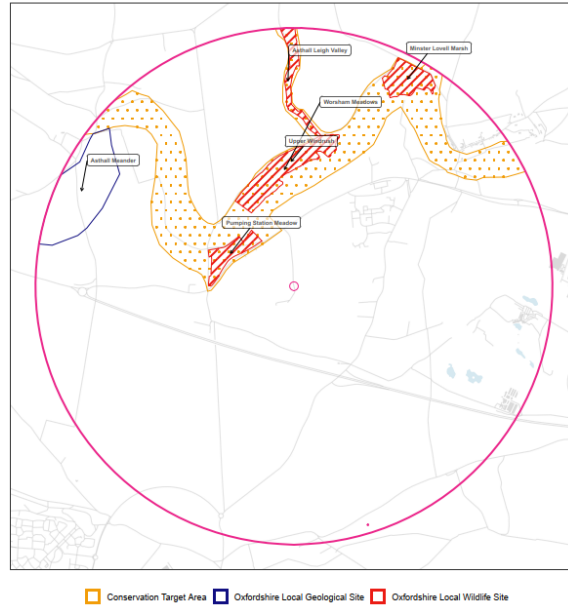 Asthall Leigh Valley
Minster Lovell Marsh
Worsham Meadows
Upper Windrush
Asthall Meander
Pumping Station Meadow
Conservation Target Area
Oxfordshire Local Geological Site
Oxfordshire Local Wildlife Site